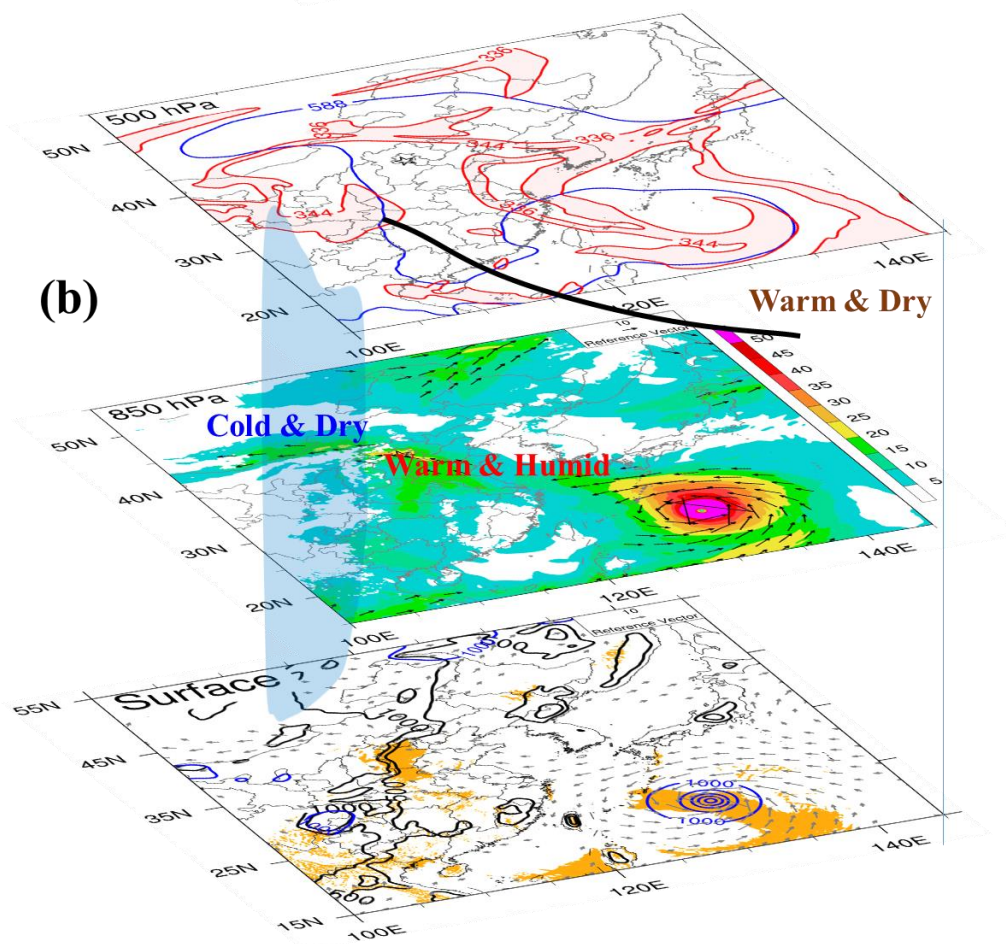 500 hPa
336
588
336
344
336
344
336
344
50N
40N
30N
20N
100E
120E
140E
(b)
Warm & Dry
10
Reference Vector
50
45
40
35
30
25
20
15
10
5
850 hPa
Cold & Dry
Warm & Humid
50N
40N
30N
20N
100E
120E
140E
10
Reference Vector
1000
Surface
55N
45N
35N
25N
15N
1000
1000
1000
100E
120E
140E